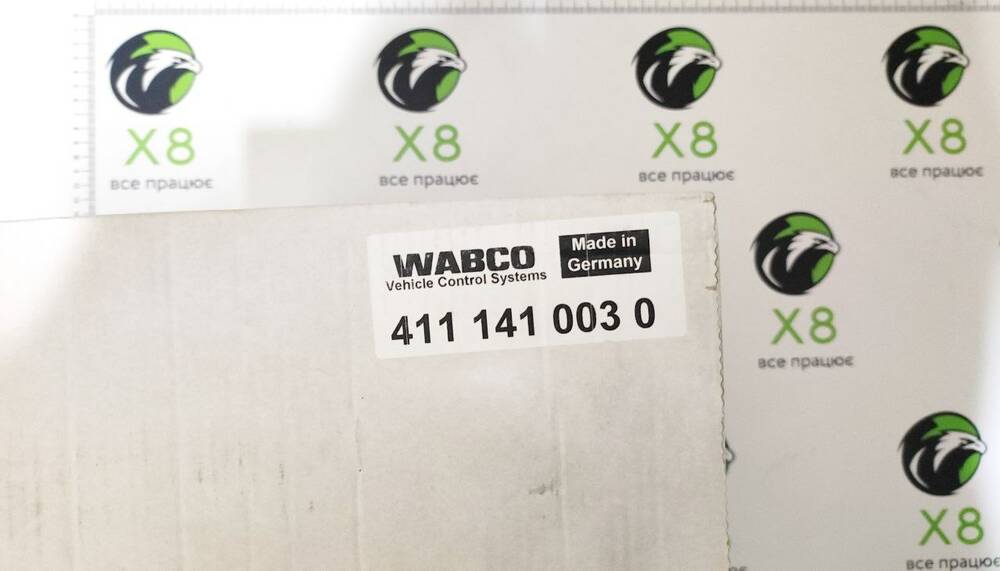 X8
все працює
X8
все працює
X8
все працює
X8
все працює
WABCO
Vehicle Control Systems
Made in
Germany
411 141 003 0
X8
все працює
X8
все працює